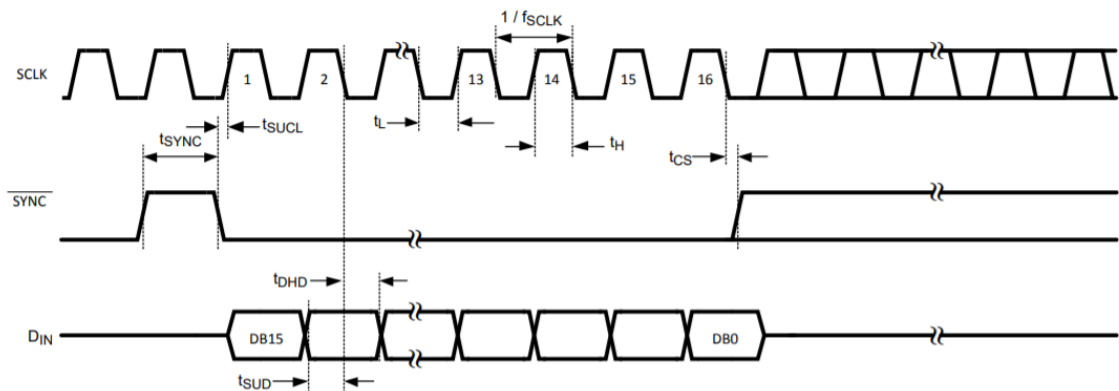 1 / fSCLK
SCLK
1 2 13 14 15 16
tSUCL
tL
tH
tSYNC
tCS
SYNC
tDHD
DIN
DB15 DB0
tSUD